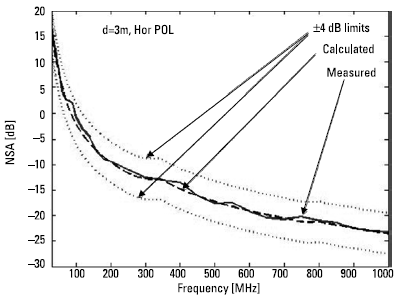 20
15
10
5
0
−5
−10
−15
−20
−25
−30
NSA [dB]
d=3m, Hor POL
±4 dB limits
Calculated
Measured
100 200 300 400 500 600 700 800 900 1000
Frequency [MHz]